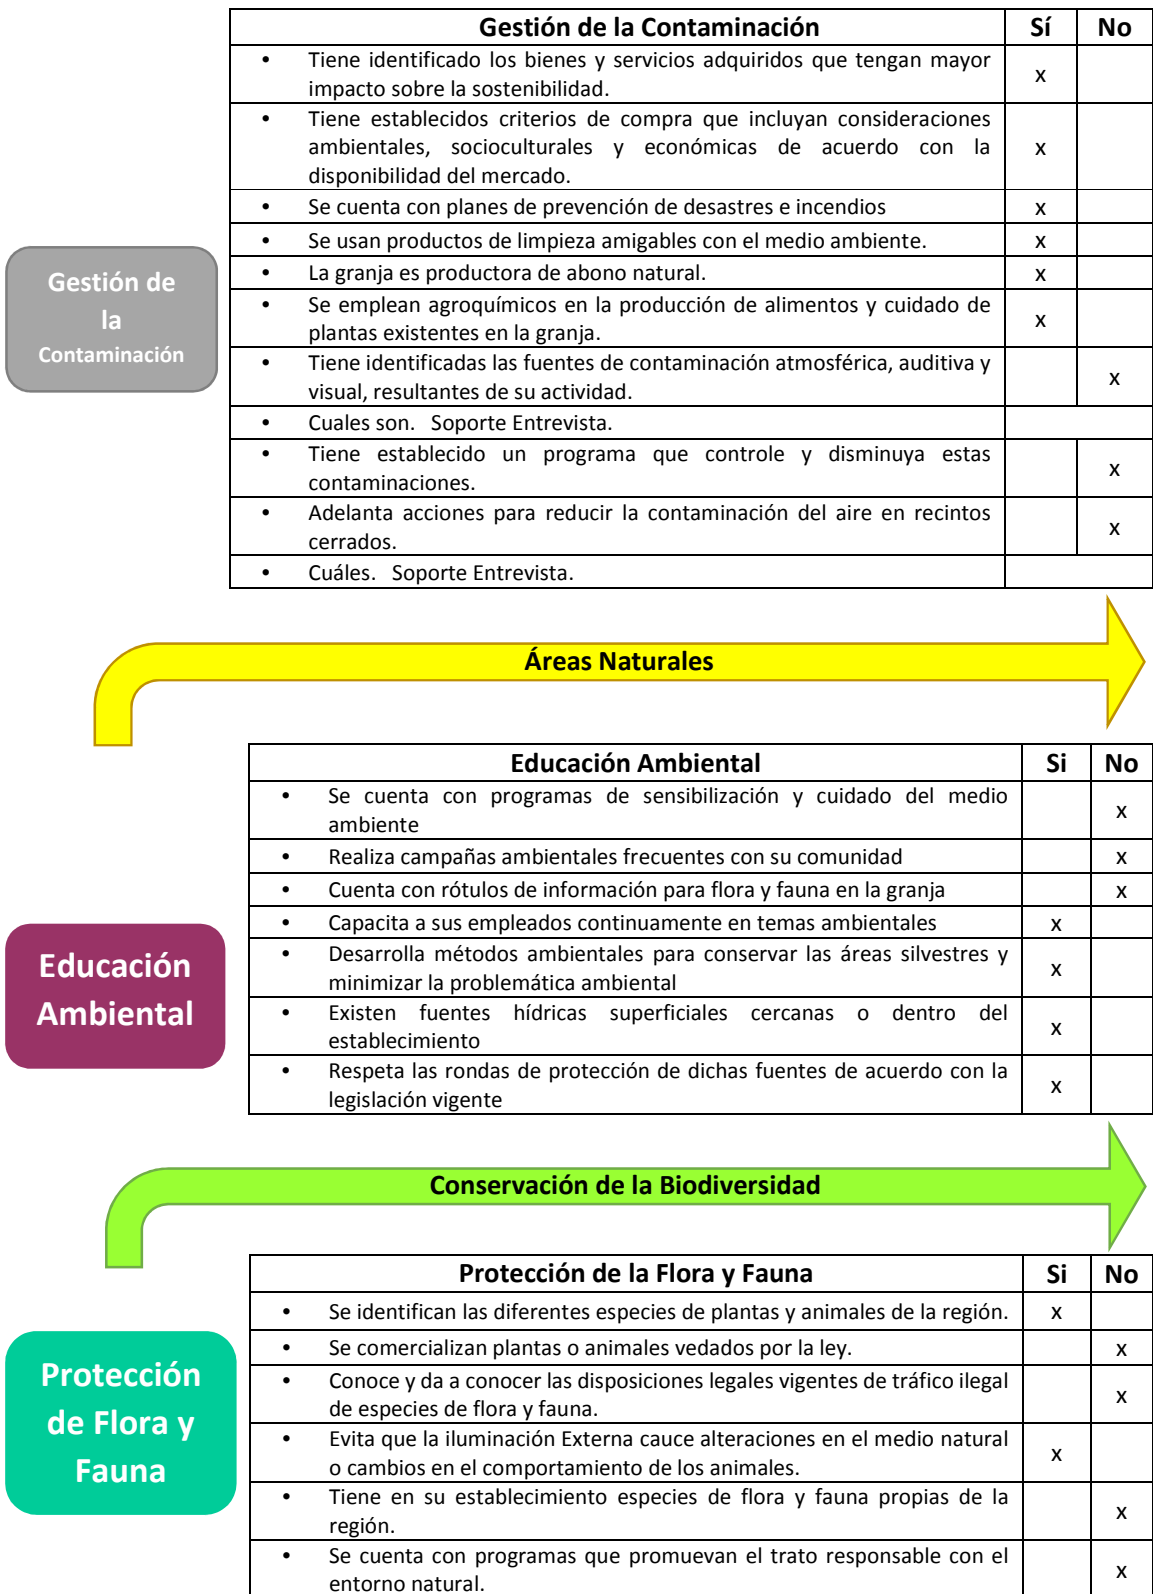 Gestión de la Contaminación Sí No
• Tiene identificado los bienes y servicios adquiridos que tengan mayor
impacto sobre la sostenibilidad. x
• Tiene establecidos criterios de compra que incluyan consideraciones
ambientales, socioculturales y económicas de acuerdo con la
disponibilidad del mercado. x
• Se cuenta con planes de prevención de desastres e incendios x
• Se usan productos de limpieza amigables con el medio ambiente. x
• La granja es productora de abono natural. x
• Se emplean agroquímicos en la producción de alimentos y cuidado de
plantas existentes en la granja. x
• Tiene identificadas las fuentes de contaminación atmosférica, auditiva y
visual, resultantes de su actividad. x
• Cuales son. Soporte Entrevista.
• Tiene establecido un programa que controle y disminuya estas
contaminaciones. x
• Adelanta acciones para reducir la contaminación del aire en recintos
cerrados. x
• Cuáles. Soporte Entrevista.
Gestión de
la
Contaminación
Áreas Naturales
Educación Ambiental Si No
• Se cuenta con programas de sensibilización y cuidado del medio
ambiente x
• Realiza campañas ambientales frecuentes con su comunidad x
• Cuenta con rótulos de información para flora y fauna en la granja x
• Capacita a sus empleados continuamente en temas ambientales x
• Desarrolla métodos ambientales para conservar las áreas silvestres y
minimizar la problemática ambiental x
• Existen fuentes hídricas superficiales cercanas o dentro del
establecimiento x
• Respeta las rondas de protección de dichas fuentes de acuerdo con la
legislación vigente x
Educación
Ambiental
Conservación de la Biodiversidad
Protección de la Flora y Fauna Si No
• Se identifican las diferentes especies de plantas y animales de la región. x
• Se comercializan plantas o animales vedados por la ley. x
• Conoce y da a conocer las disposiciones legales vigentes de tráfico ilegal
de especies de flora y fauna. x
• Evita que la iluminación Externa cauce alteraciones en el medio natural
o cambios en el comportamiento de los animales. x
• Tiene en su establecimiento especies de flora y fauna propias de la
región. x
• Se cuenta con programas que promuevan el trato responsable con el
entorno natural. x
Protección
de Flora y
Fauna